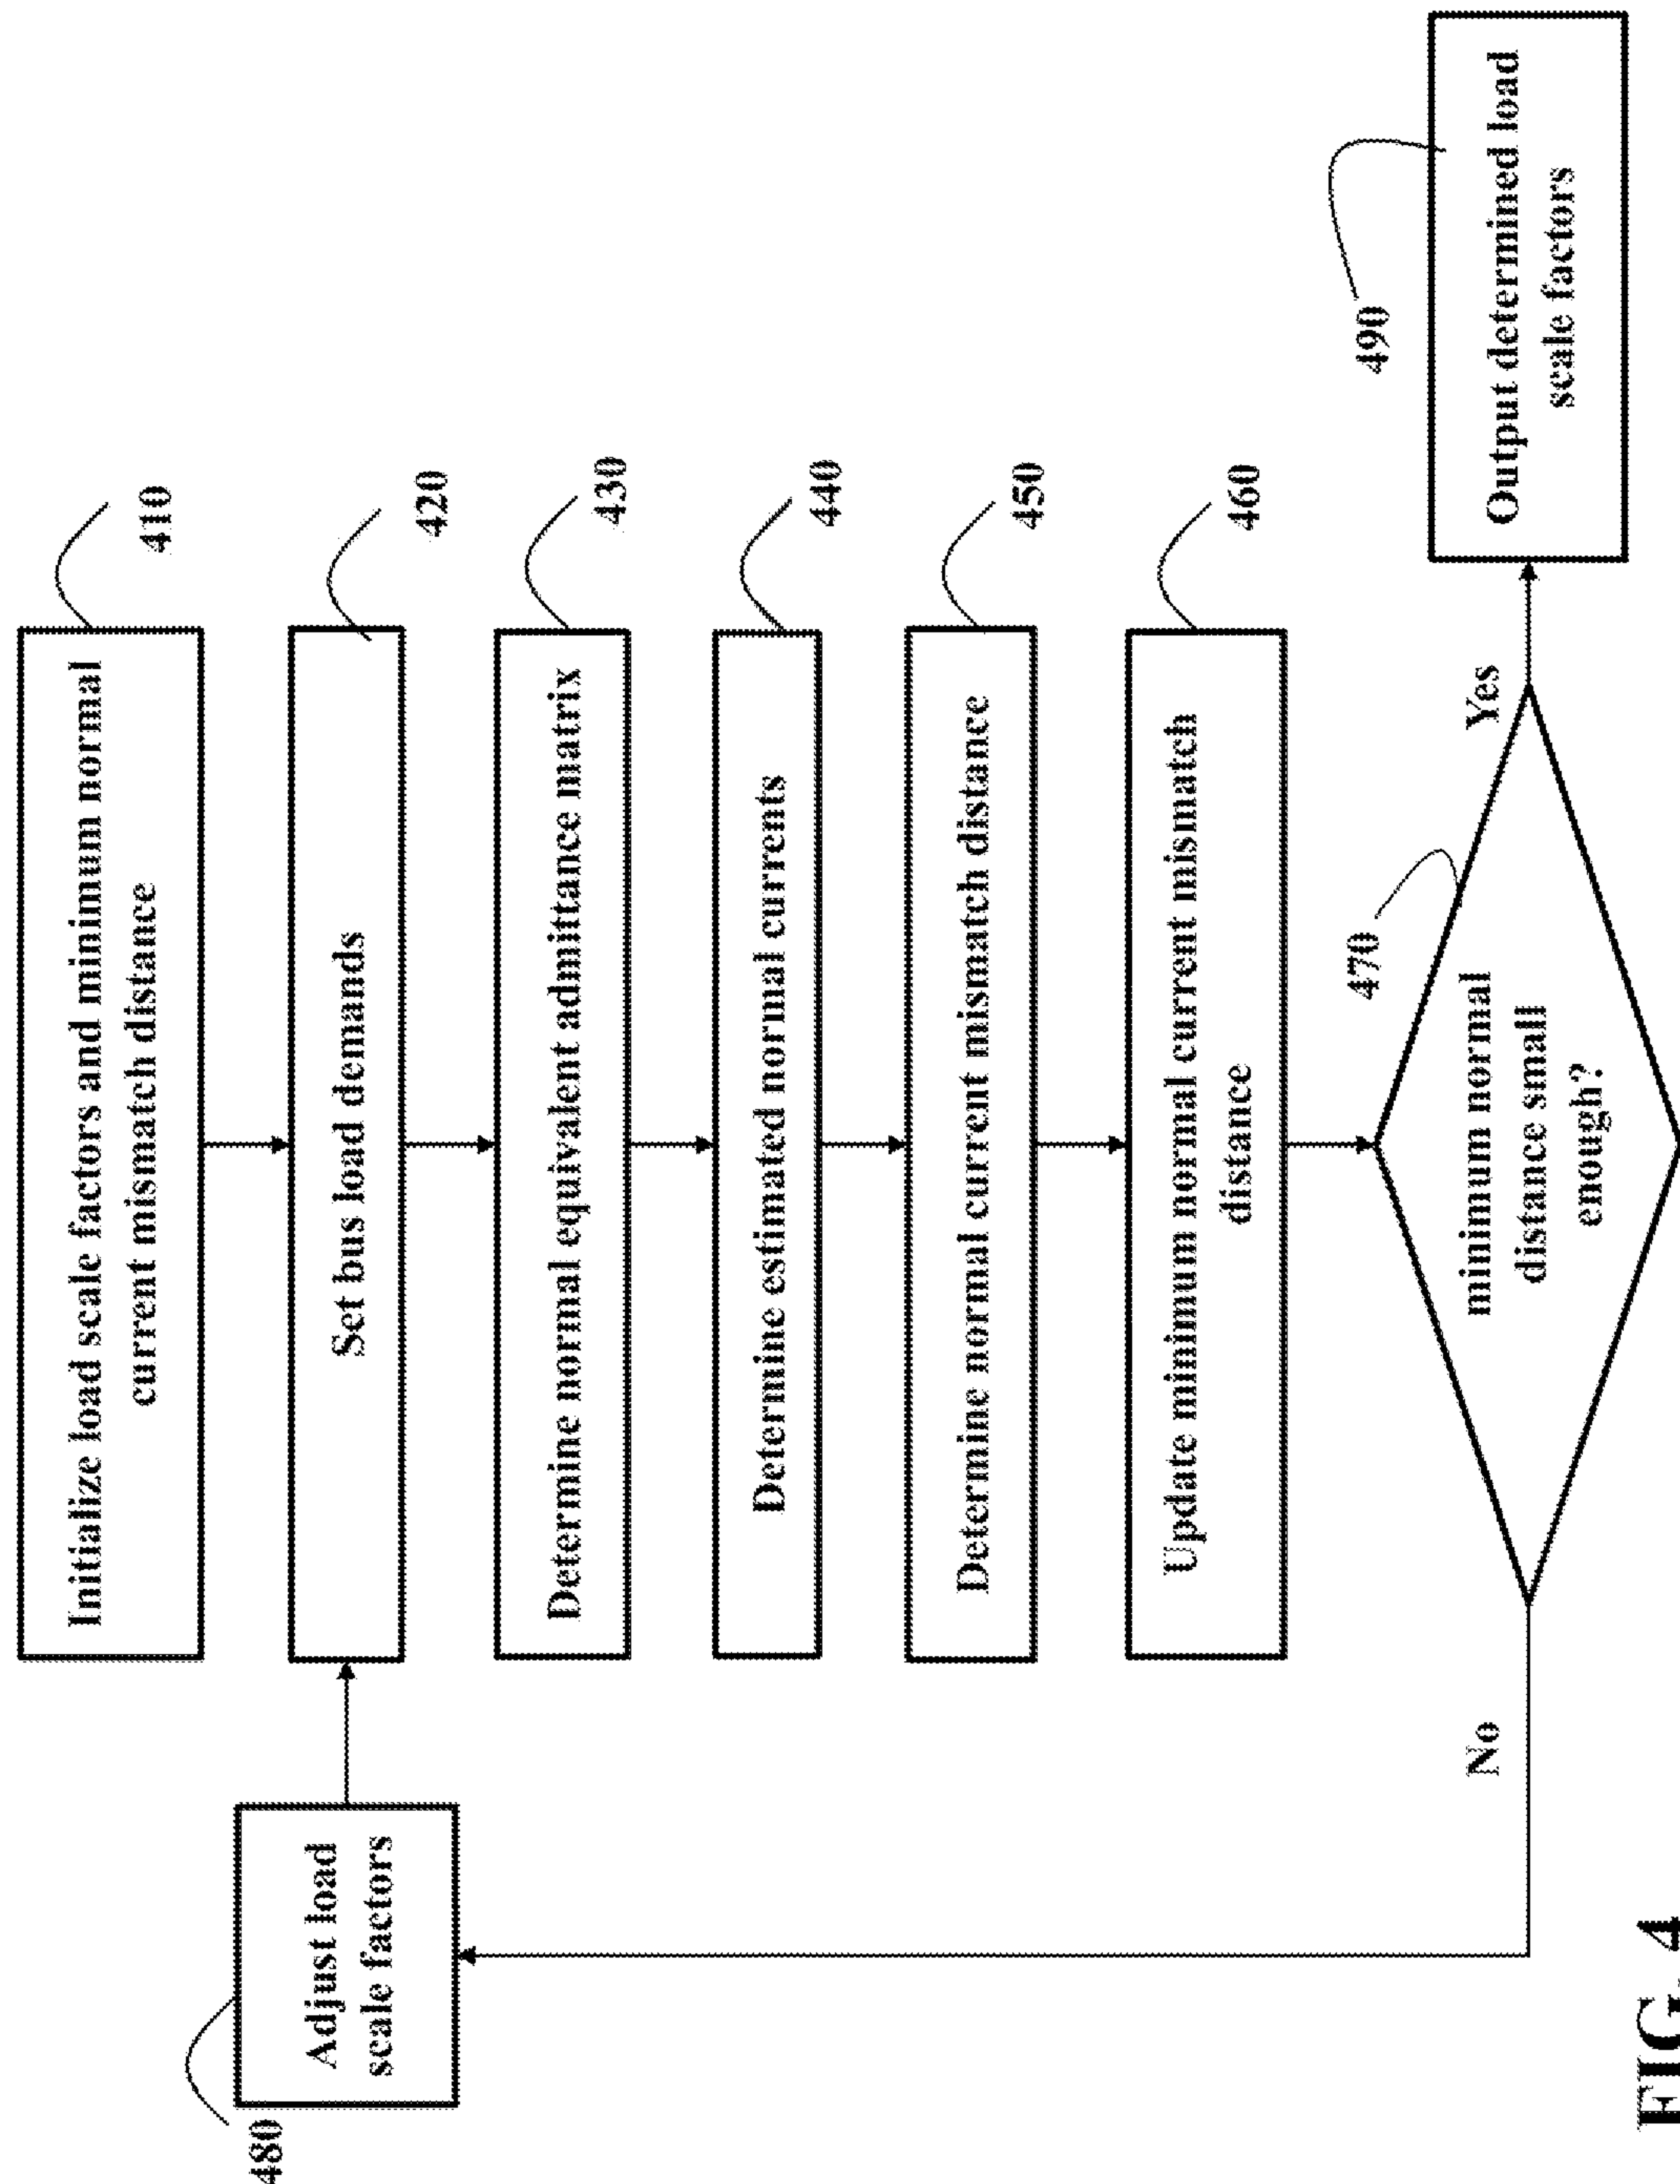 Initialize load scale factors and minimum normal
current mismatch distance
410
Set bus load demands
420
480
Adjust load
scale factors
Determine normal equivalent admittance matrix
430
Determine estimated normal currents
440
Determine normal current mismatch distance
450
Update minimum normal current mismatch
distance
460
470
minimum normal
distance small
enough?
No
Yes
490
Output determined load
scale factors
FIG. 4